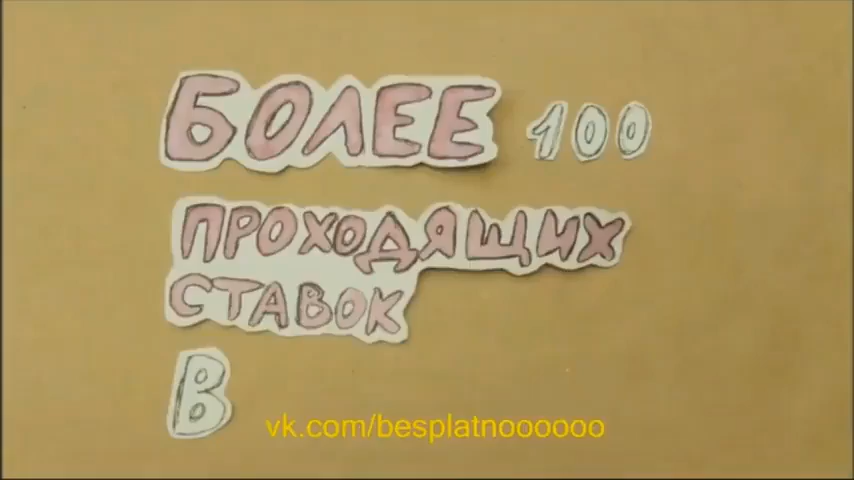 БОЛЕЕ 100
ПРОХОДЯЩИХ
СТАВОК
В
vk.com/besplatnoooooo